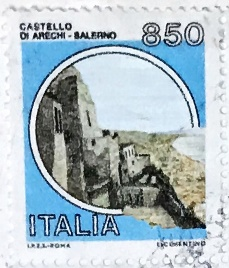 CASTELLO
DI ARECHI - SALERNO
850
ITALIA
I.P.Z.S.-ROMA